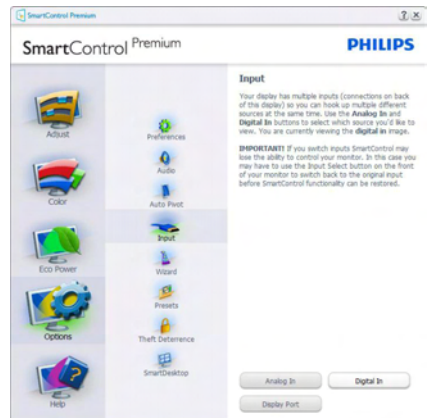 SmartControl Premium
SmartControl Premium
PHILIPS
Adjust
Color
Eco Power
Options
Help
Preferences
Audio
Auto Pivot
Input
Wizard
Presets
Theft Deterrence
SmartDesktop
Input
Your display has multiple inputs (connections on back
of this display) so you can hook up multiple different
sources at the same time. Use the Analog In and
Digital In buttons to select which source you'd like to
view. You are currently viewing the digital in image.
IMPORTANT! If you switch inputs SmartControl may
lose the ability to control your monitor. In this case you
may have to use the Input Select button on the front
of your monitor to switch back to the original input
before SmartControl functionality can be restored.
Analog In
Digital In
Display Port